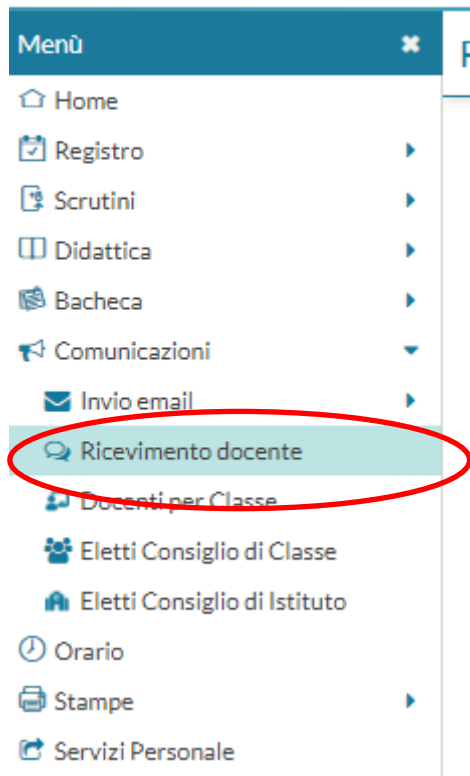 Menù
Home
Registro
Scrutini
Didattica
Bacheca
Comunicazioni
Invio email
Ricevimento docente
Docenti per Classe
Eletti Consiglio di Classe
Eletti Consiglio di Istituto
Orario
Stampe
Servizi Personale